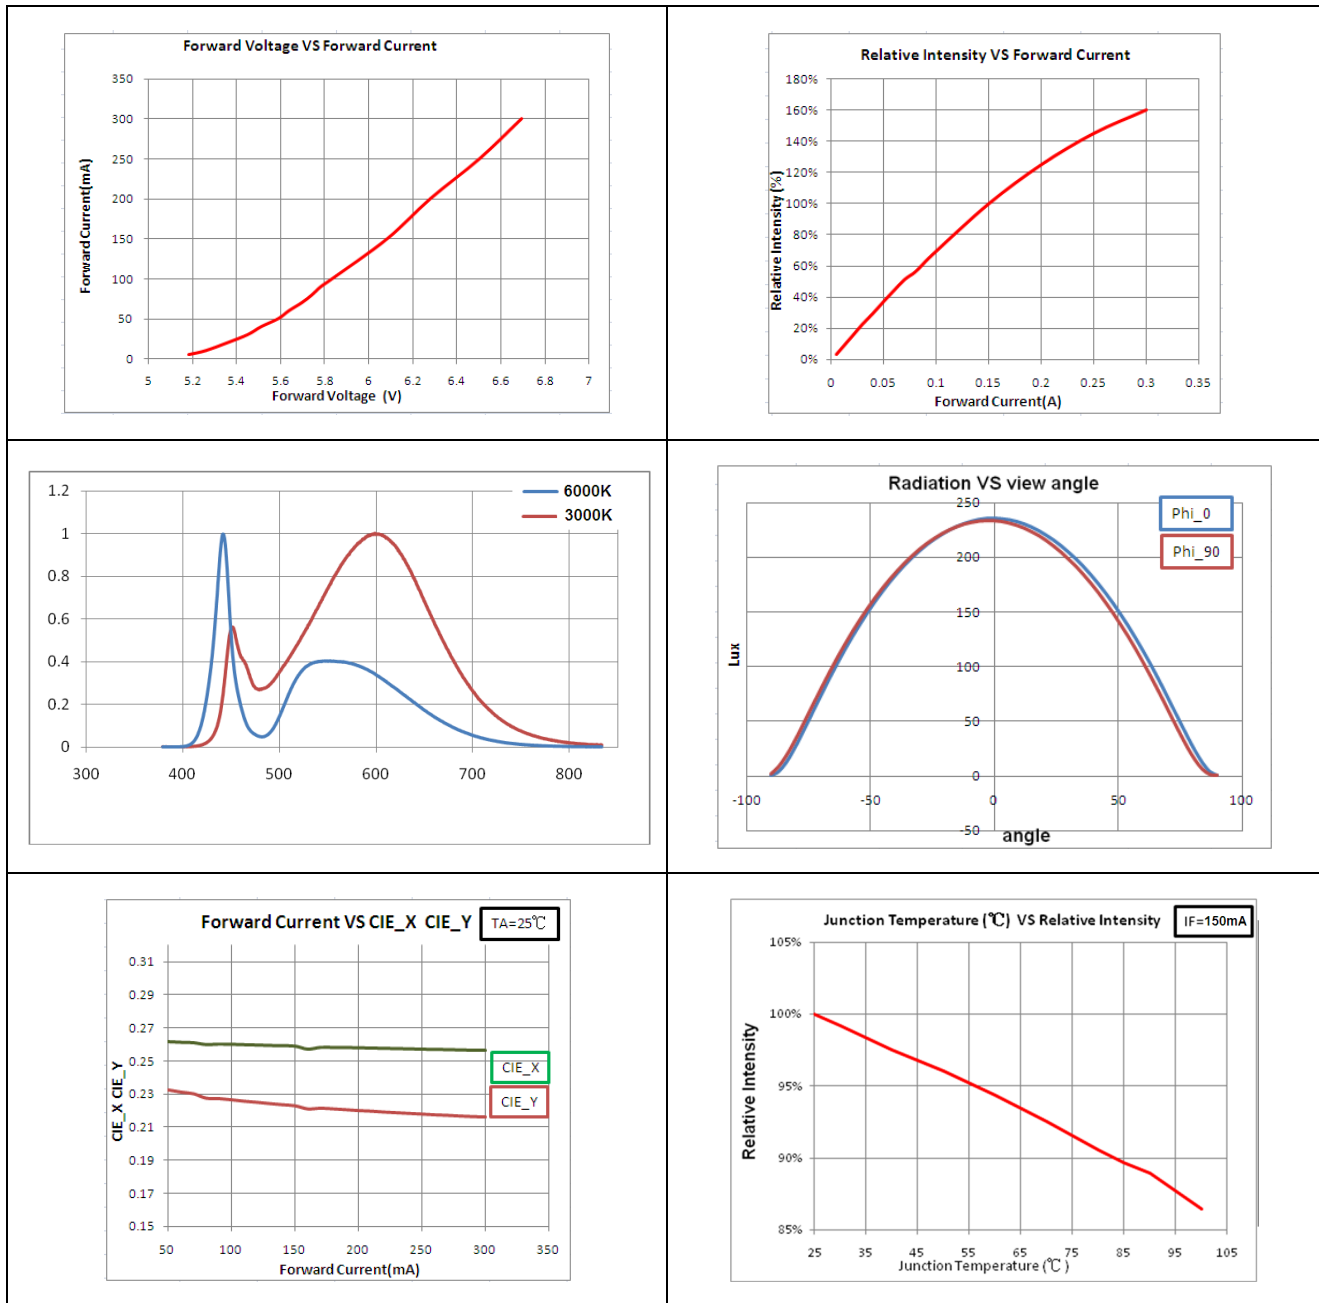 Forward Voltage VS Forward Current
350
300
250
200
150
100
50
0
Forward Current(mA)
5 5.2 5.4 5.6 5.8 6 6.2 6.4 6.6 6.8 7
Forward Voltage (V)
Relative Intensity VS Forward Current
180%
160%
140%
120%
100%
80%
60%
40%
20%
0%
Relative Intensity (%)
0 0.05 0.1 0.15 0.2 0.25 0.3 0.35
Forward Current(A)
1.2
1
0.8
0.6
0.4
0.2
0
6000K
3000K
300 400 500 600 700 800
Radiation VS view angle
250
200
150
100
50
0
-50
Phi_0
Phi_90
Lux
-100 -50 0 50 100
angle
Forward Current VS CIE_X CIE_Y
TA=25℃
0.31
0.29
0.27
0.25
0.23
0.21
0.19
0.17
0.15
CIE_X CIE_Y
CIE_X
CIE_Y
50 100 150 200 250 300 350
Forward Current(mA)
Junction Temperature (℃) VS Relative Intensity
IF=150mA
105%
100%
95%
90%
85%
Relative Intensity
25 35 45 55 65 75 85 95 105
Junction Temperature (℃)